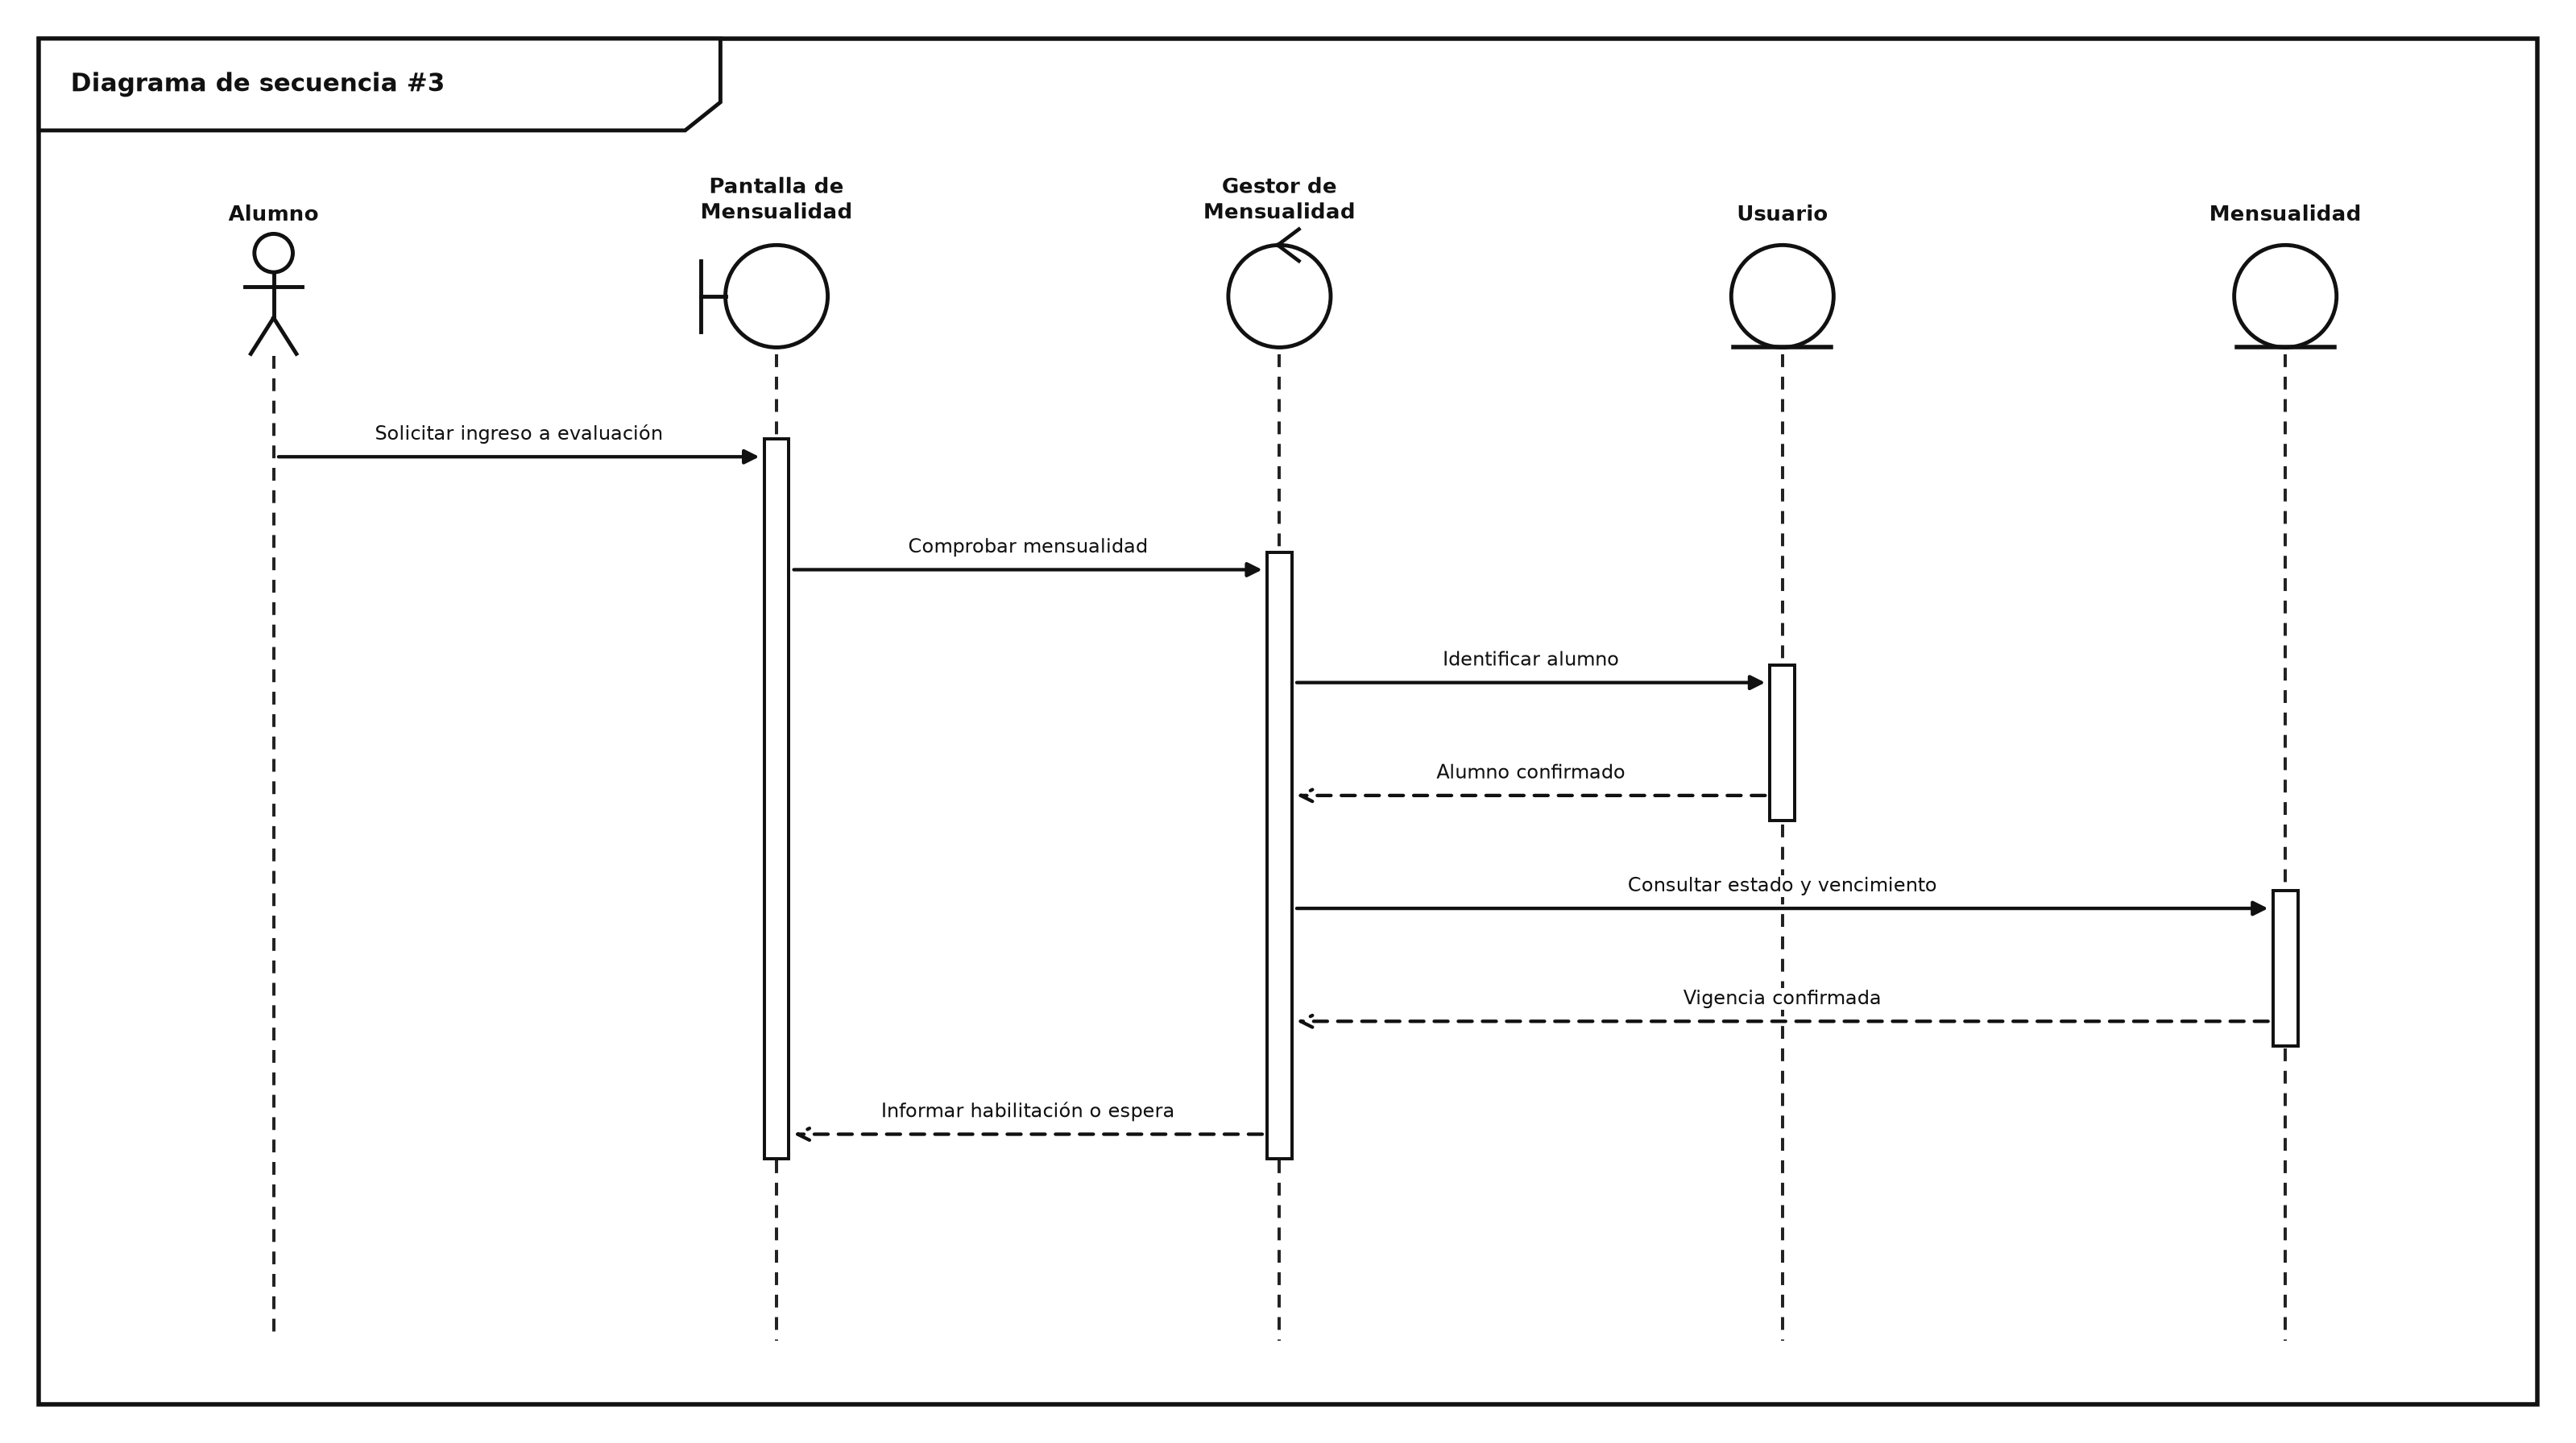 Diagrama de secuencia #3
Alumno
Pantalla de
Mensualidad
Gestor de
Mensualidad
Usuario
Mensualidad
Solicitar ingreso a evaluación
Comprobar mensualidad
Identificar alumno
Alumno confirmado
Consultar estado y vencimiento
Vigencia confirmada
Informar habilitación o espera